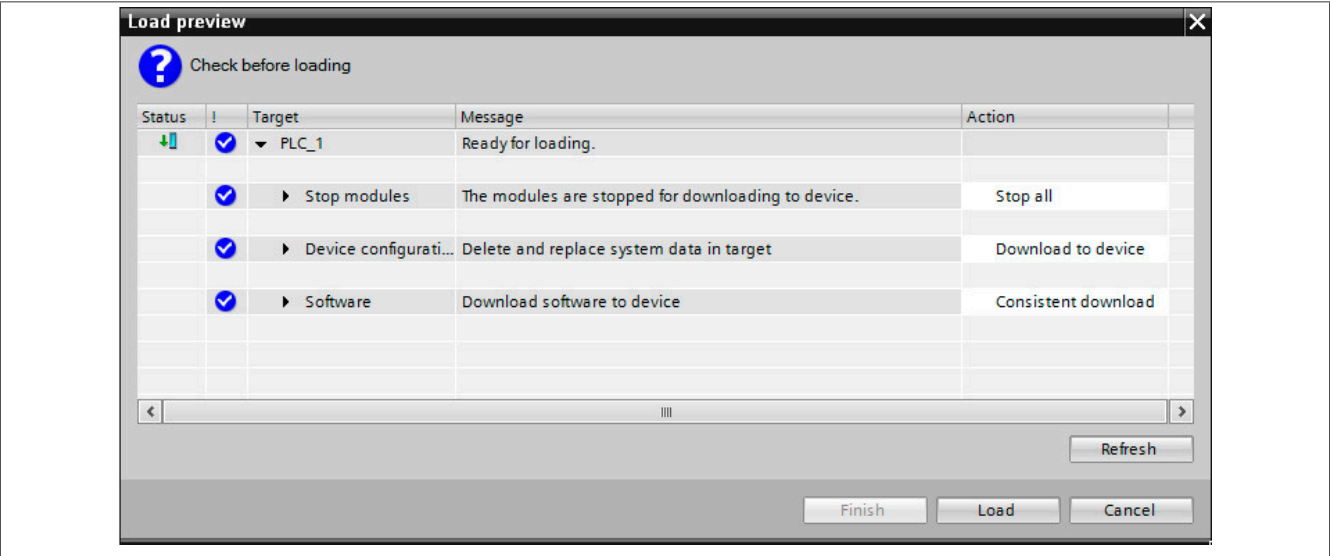 Load preview
Check before loading
Status ! Target Message Action
PLC_1 Ready for loading.
Stop modules The modules are stopped for downloading to device. Stop all
Device configurati... Delete and replace system data in target Download to device
Software Download software to device Consistent download
Refresh
Finish Load Cancel